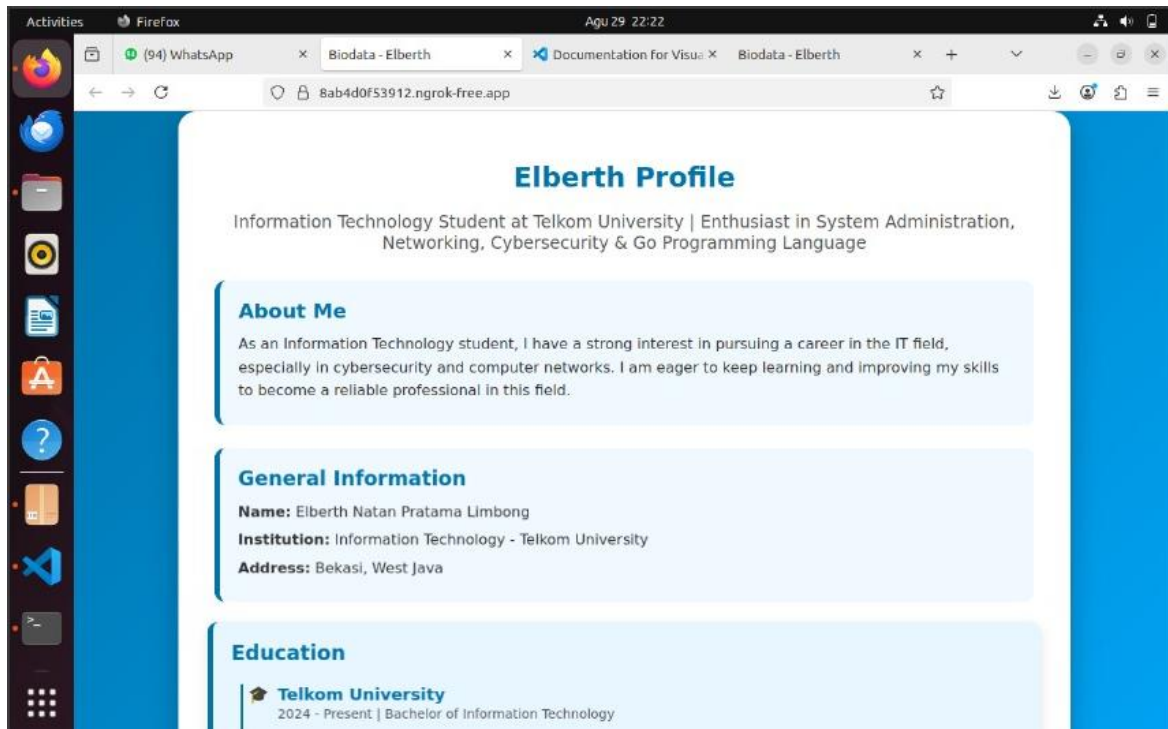 Activities Firefox Agu 29 22:22
(94) WhatsApp Biodata - Elberth Documentation for Visua Biodata - Elberth
8ab4d0f53912.ngrok-free.app
Elberth Profile
Information Technology Student at Telkom University | Enthusiast in System Administration,
Networking, Cybersecurity & Go Programming Language
About Me
As an Information Technology student, I have a strong interest in pursuing a career in the IT field,
especially in cybersecurity and computer networks. I am eager to keep learning and improving my skills
to become a reliable professional in this field.
General Information
Name: Elberth Natan Pratama Limbong
Institution: Information Technology - Telkom University
Address: Bekasi, West Java
Education
Telkom University
2024 - Present | Bachelor of Information Technology